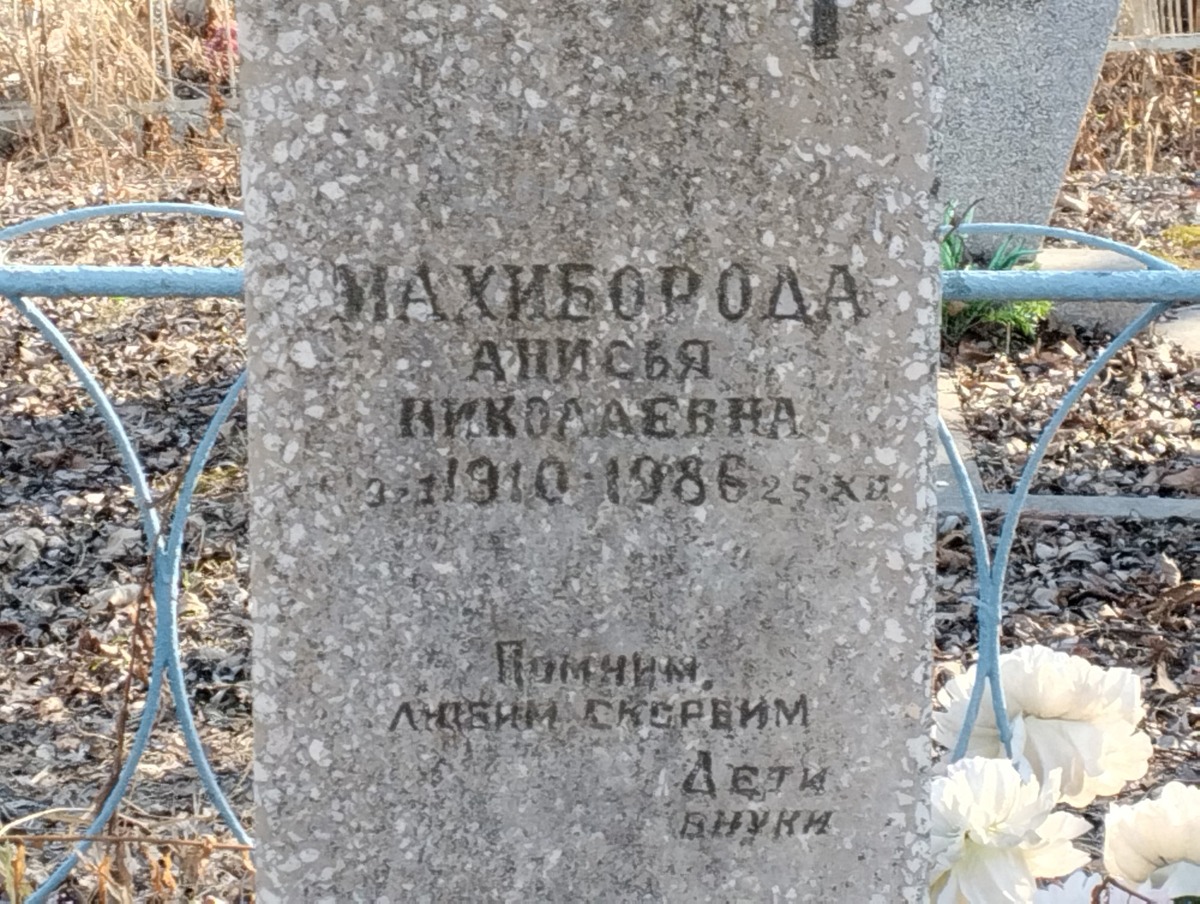 МАХИБОРОДА
АНИСЬЯ
НИКОЛАЕВНА
1910-1986 25·XII
Помним,
любим скорбим
Дети
внуки